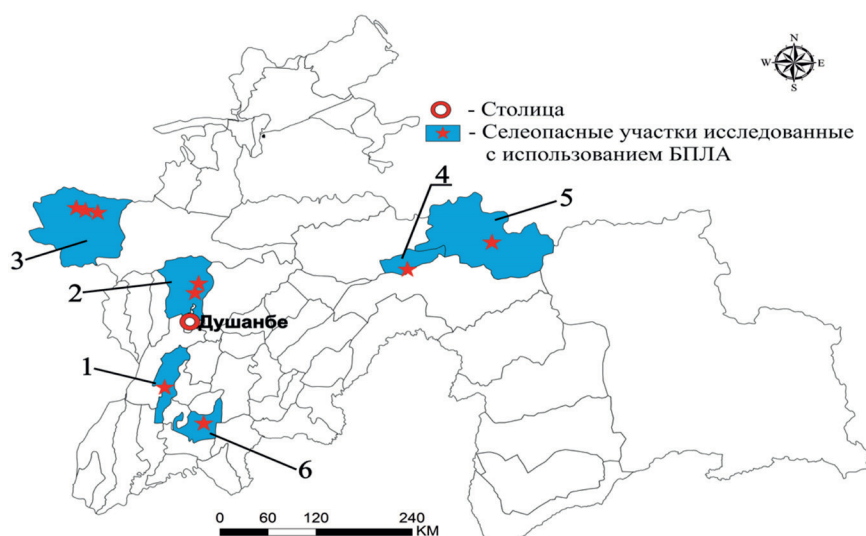 N
W E
S
- Столица
- Селеопасные участки исследованные
с использованием БПЛА
4
5
3
2
Душанбе
1
6
0 60 120 240
КМ